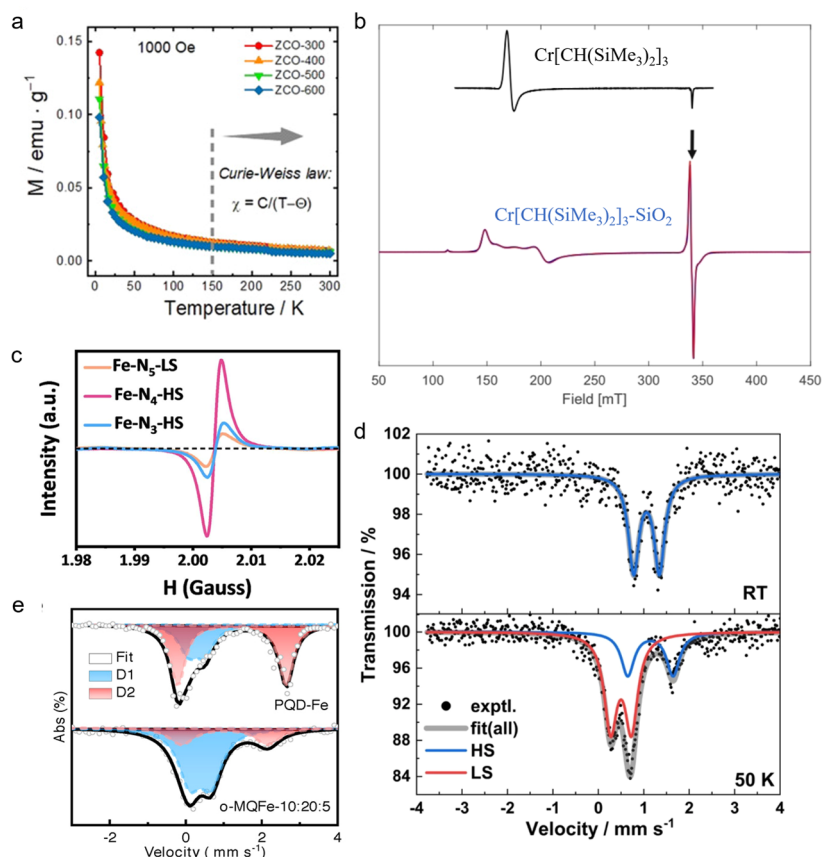 a
1000 Oe
ZCO-300
ZCO-400
ZCO-500
ZCO-600
Curie-Weiss law:
χ = C/(T–Θ)
M / emu · g⁻¹
0.15
0.10
0.05
0.00
0 50 100 150 200 250 300
Temperature / K
b
Cr[CH(SiMe₃)₂]₃
Cr[CH(SiMe₃)₂]₃-SiO₂
50 100 150 200 250 300 350 400 450
Field [mT]
c
Fe-N₅-LS
Fe-N₄-HS
Fe-N₃-HS
Intensity (a.u.)
1.98 1.99 2.00 2.01 2.02
H (Gauss)
d
102
100
98
96
94
92
RT
100
96
92
88
84
exptl.
fit(all)
HS
LS
50 K
Transmission / %
-4 -3 -2 -1 0 1 2 3 4
Velocity / mm s⁻¹
e
Fit
D1
D2
PQD-Fe
o-MQFe-10:20:5
Abs (%)
-2 0 2 4
Velocity ( mm s⁻¹)